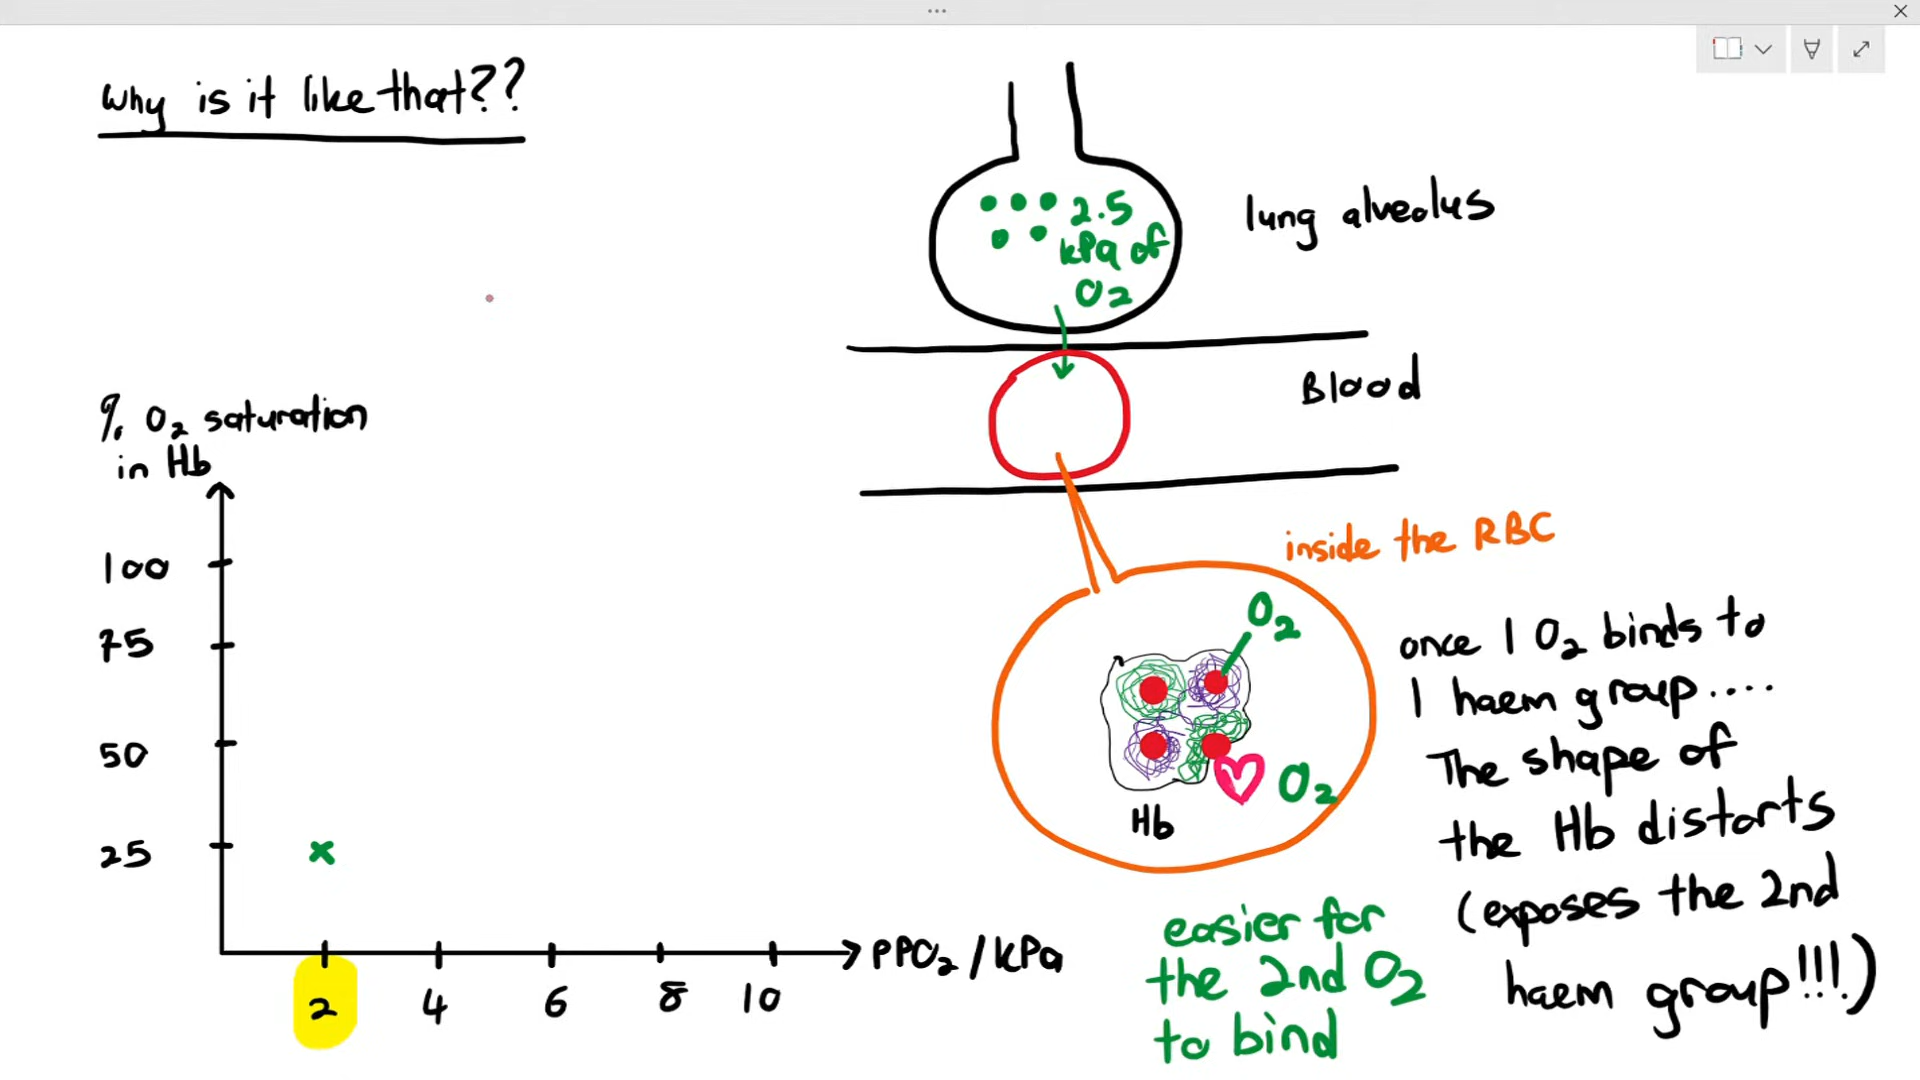 Why is it like that??
2.5
kPa of
O₂
lung alveolus
Blood
% O₂ saturation
in Hb
100
75
50
25
2 4 6 8 10
PPO₂ / kPa
inside the RBC
O₂
O₂
Hb
once 1 O₂ binds to
1 haem group....
The shape of
the Hb distorts
(exposes the 2nd
haem group!!!)
easier for
the 2nd O₂
to bind